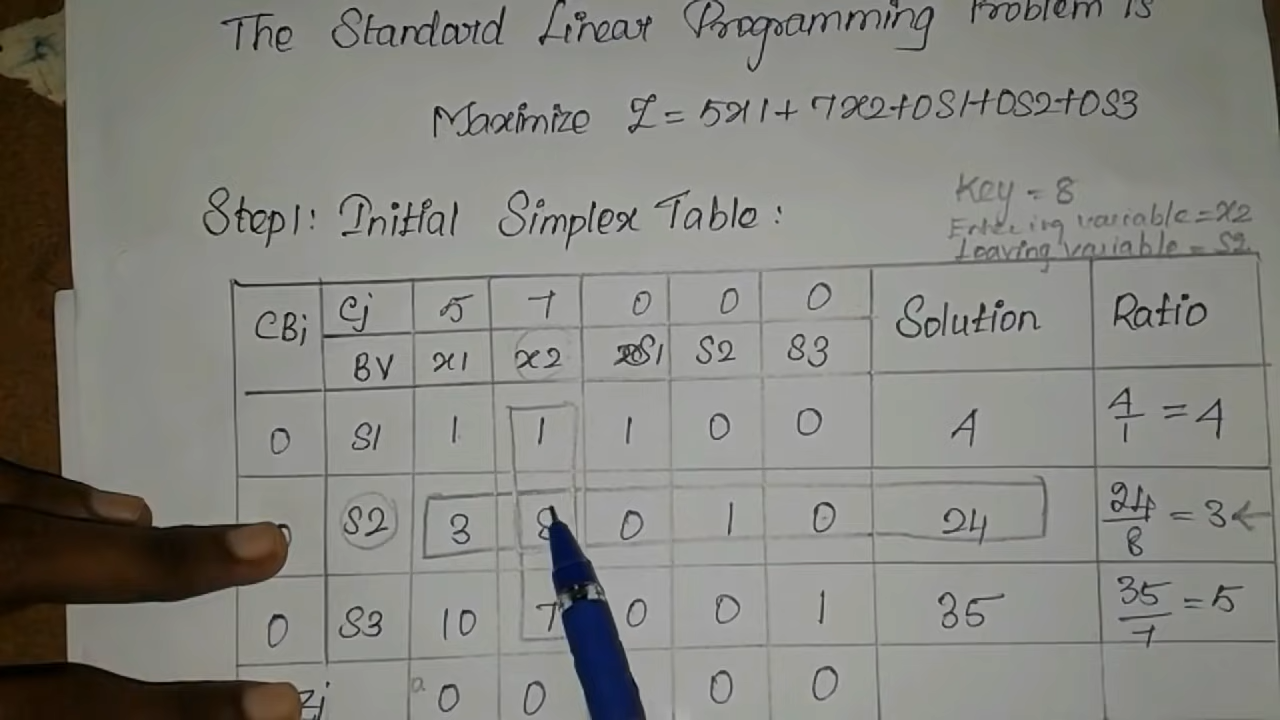 The Standard Linear Programming Problem is
Maximize Z = 5x1 + 7x2+0S1+0S2+0S3
Step1: Initial Simplex Table:
Key = 8
Entering variable = x2
Leaving variable = S2
CBj Cj 5 7 0 0 0 Solution Ratio
BV x1 x2 S1 S2 S3
0 S1 1 1 1 0 0 4 4/1 = 4
S2 3 8 0 1 0 24 24/8 = 3←
0 S3 10 7 0 0 1 35 35/7 = 5
Zj 0 0 0 0